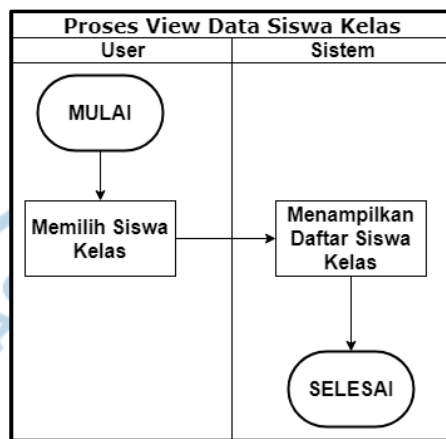 Proses View Data Siswa Kelas
User
Sistem
MULAI
Memilih Siswa
Kelas
Menampilkan
Daftar Siswa
Kelas
SELESAI